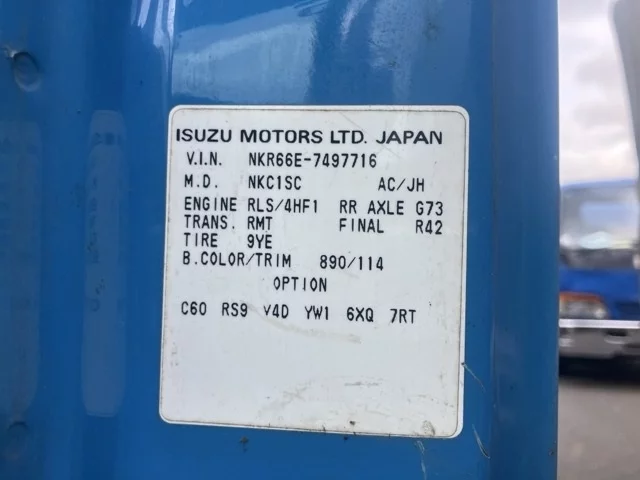 ISUZU MOTORS LTD. JAPAN
V.I.N. NKR66E-7497716
M.D. NKC1SC AC/JH
ENGINE RLS/4HF1 RR AXLE G73
TRANS. RMT FINAL R42
TIRE 9YE
B.COLOR/TRIM 890/114
OPTION
C60 RS9 V4D YW1 6XQ 7RT